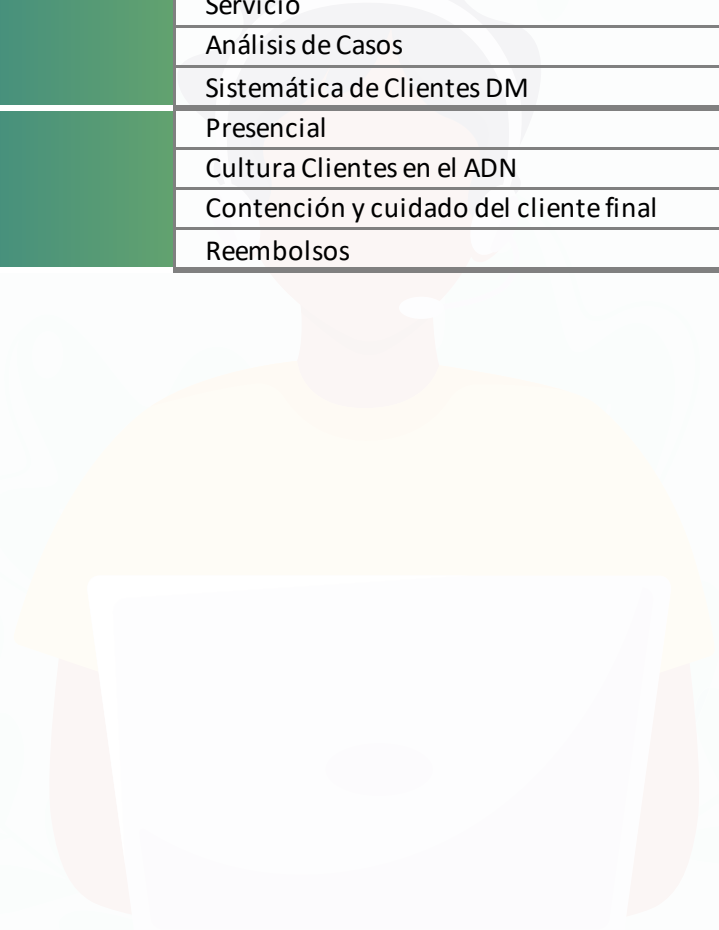 Servicio
Análisis de Casos
Sistemática de Clientes DM
Presencial
Cultura Clientes en el ADN
Contención y cuidado del cliente final
Reembolsos